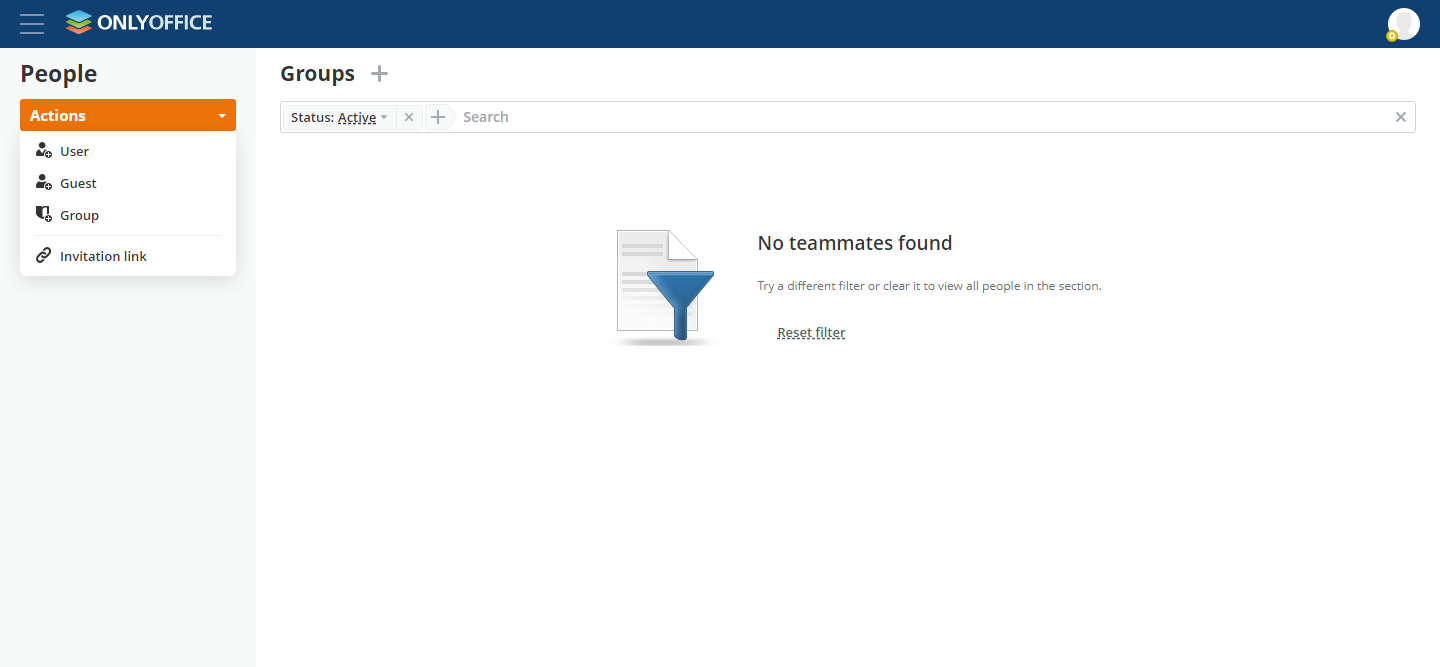 ONLYOFFICE
People
Groups
Actions
Status: Active
Search
User
Guest
Group
Invitation link
No teammates found
Try a different filter or clear it to view all people in the section.
Reset filter